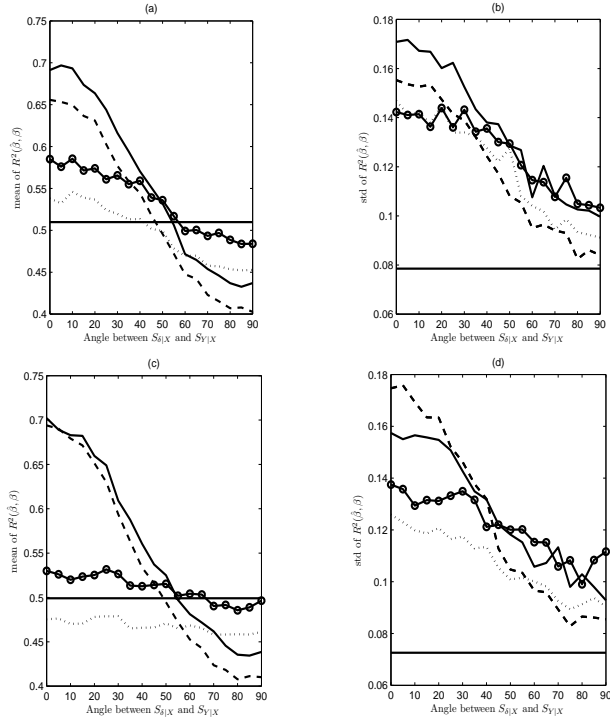 (a)
0.75
0.7
0.65
0.6
0.55
0.5
0.45
0.4
mean of R²(β̂, β)
0 10 20 30 40 50 60 70 80 90
Angle between S_{δ|X} and S_{Y|X}
(b)
0.18
0.16
0.14
0.12
0.1
0.08
0.06
std of R²(β̂, β)
0 10 20 30 40 50 60 70 80 90
Angle between S_{δ|X} and S_{Y|X}
(c)
0.75
0.7
0.65
0.6
0.55
0.5
0.45
0.4
mean of R²(β̂, β)
0 10 20 30 40 50 60 70 80 90
Angle between S_{δ|X} and S_{Y|X}
(d)
0.18
0.16
0.14
0.12
0.1
0.08
0.06
std of R²(β̂, β)
0 10 20 30 40 50 60 70 80 90
Angle between S_{δ|X} and S_{Y|X}